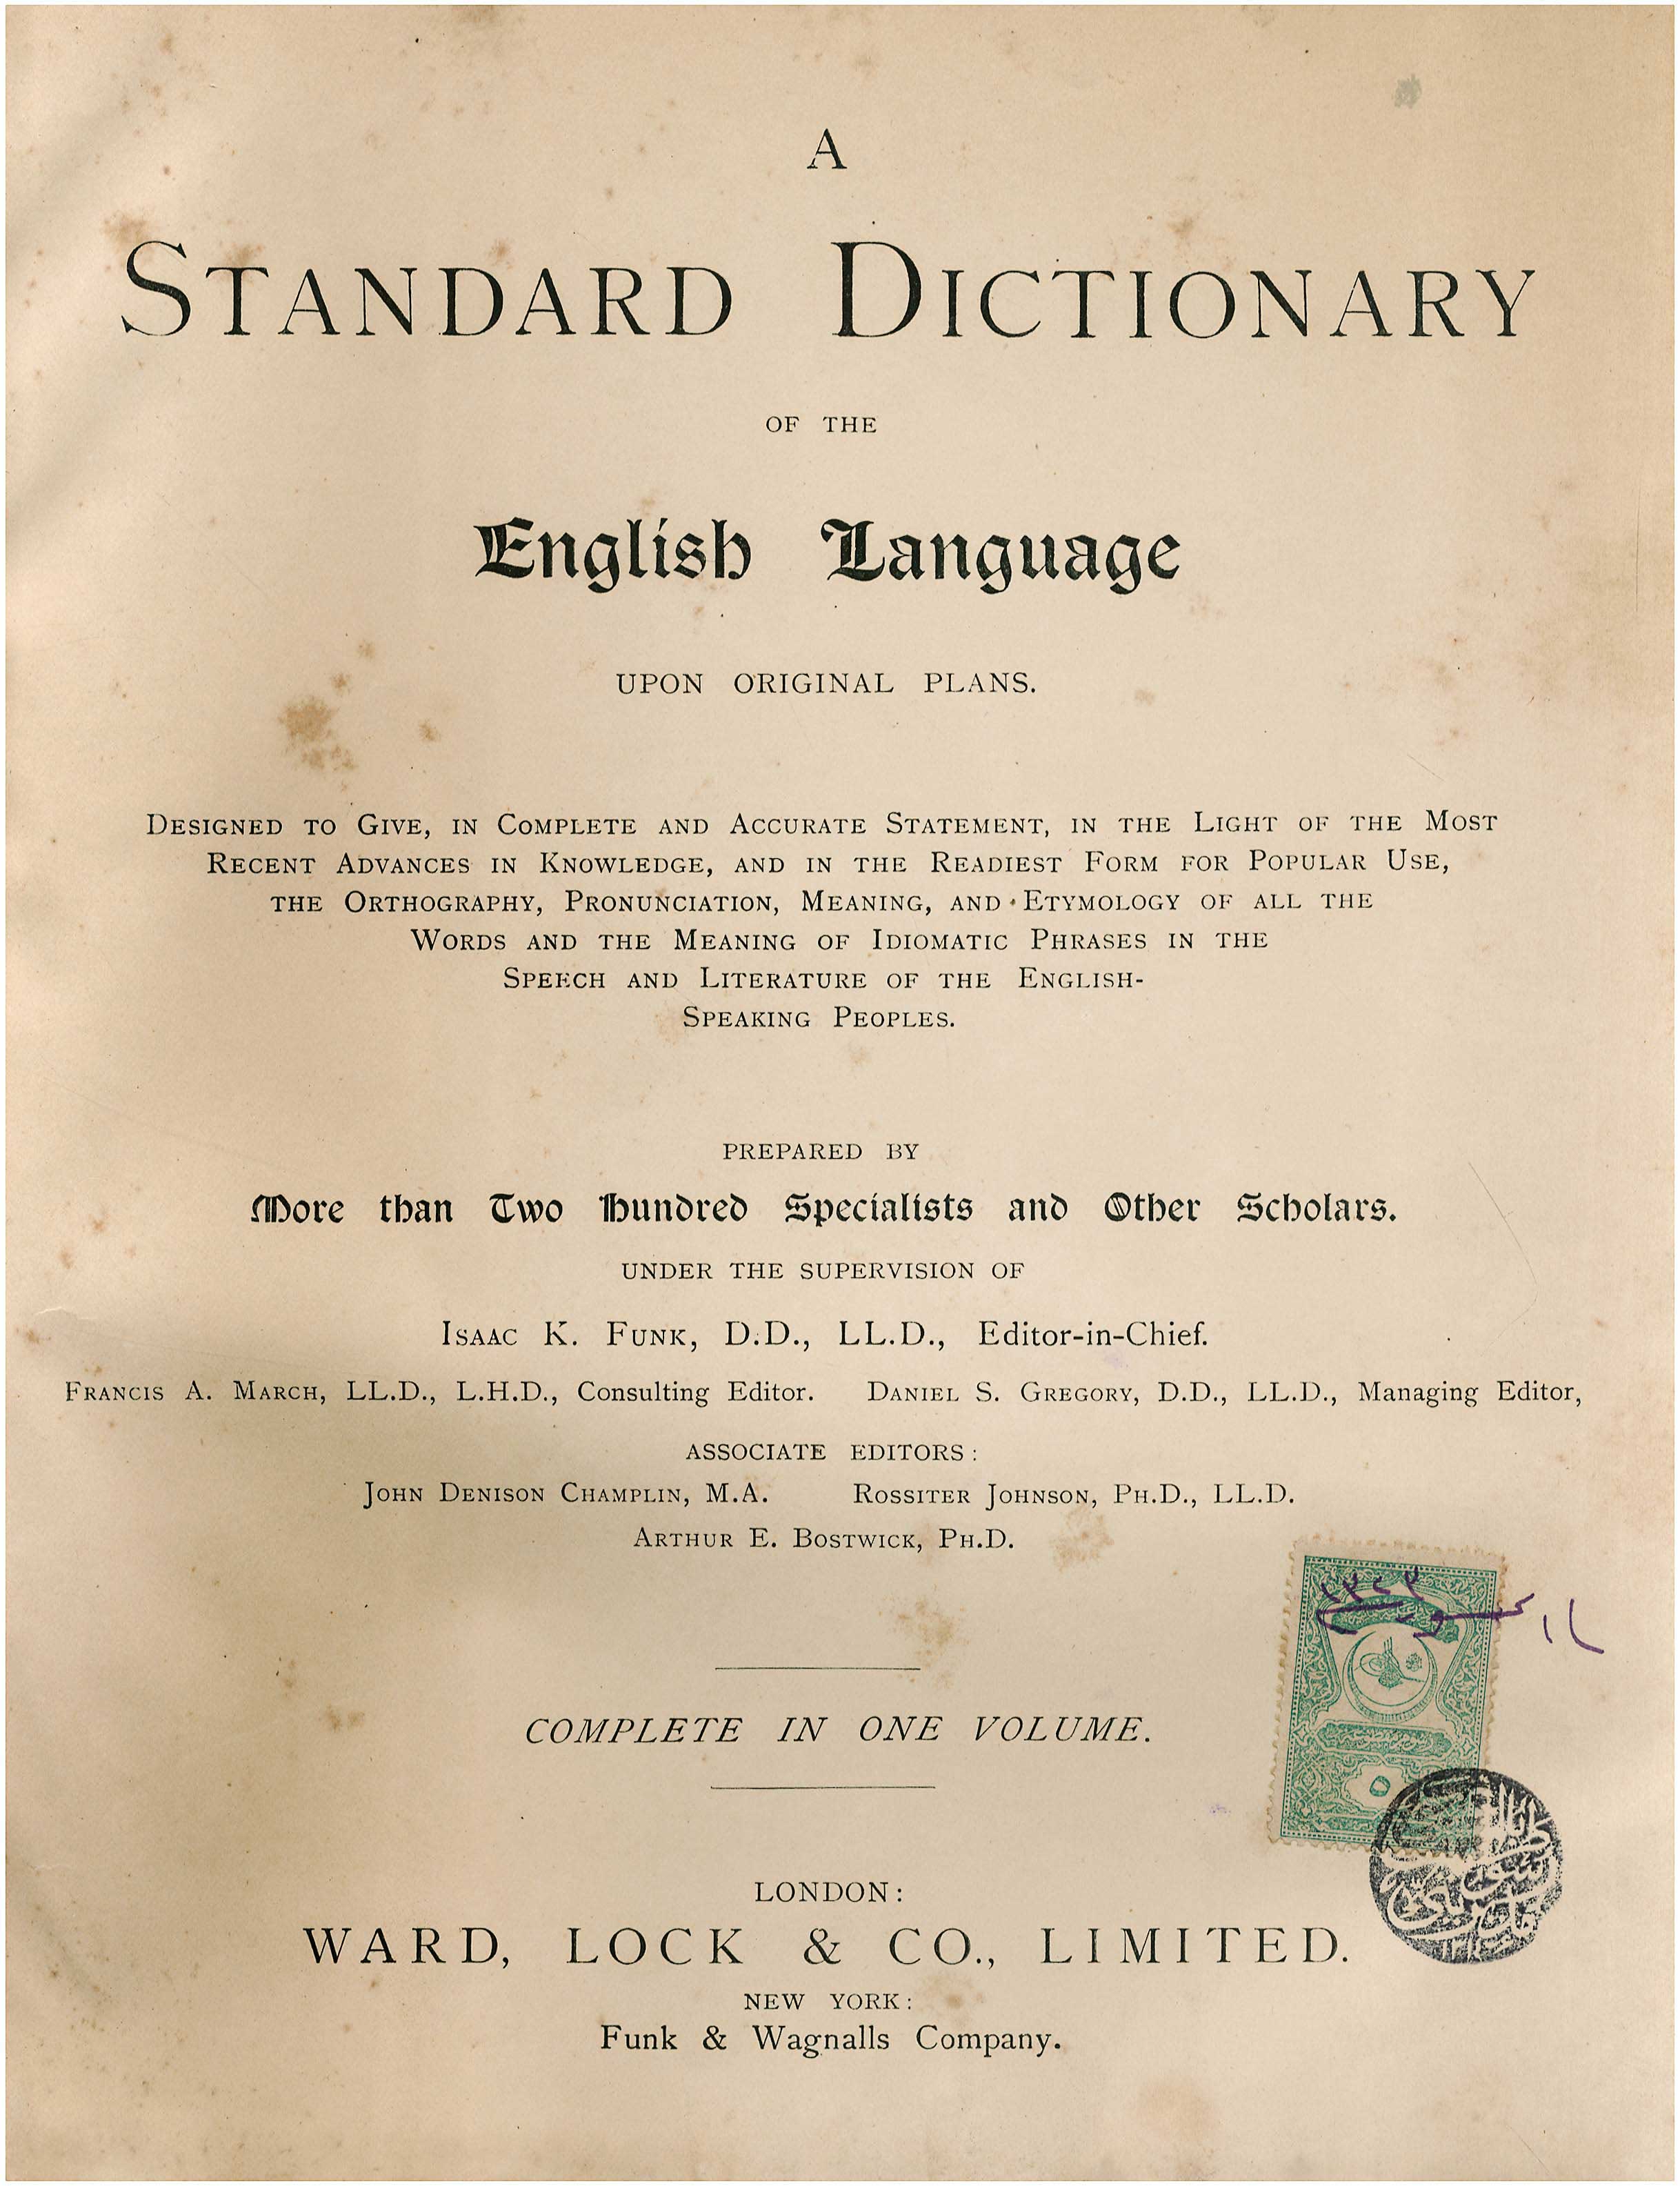 A
STANDARD DICTIONARY
OF THE
English Language
UPON ORIGINAL PLANS.
DESIGNED TO GIVE, IN COMPLETE AND ACCURATE STATEMENT, IN THE LIGHT OF THE MOST
RECENT ADVANCES IN KNOWLEDGE, AND IN THE READIEST FORM FOR POPULAR USE,
THE ORTHOGRAPHY, PRONUNCIATION, MEANING, AND ETYMOLOGY OF ALL THE
WORDS AND THE MEANING OF IDIOMATIC PHRASES IN THE
SPEECH AND LITERATURE OF THE ENGLISH-
SPEAKING PEOPLES.
PREPARED BY
More than Two Hundred Specialists and Other Scholars.
UNDER THE SUPERVISION OF
ISAAC K. FUNK, D.D., LL.D., Editor-in-Chief.
FRANCIS A. MARCH, LL.D., L.H.D., Consulting Editor. DANIEL S. GREGORY, D.D., LL.D., Managing Editor,
ASSOCIATE EDITORS:
JOHN DENISON CHAMPLIN, M.A. ROSSITER JOHNSON, PH.D., LL.D.
ARTHUR E. BOSTWICK, PH.D.
COMPLETE IN ONE VOLUME.
٥
LONDON:
WARD, LOCK & CO., LIMITED.
NEW YORK:
Funk & Wagnalls Company.